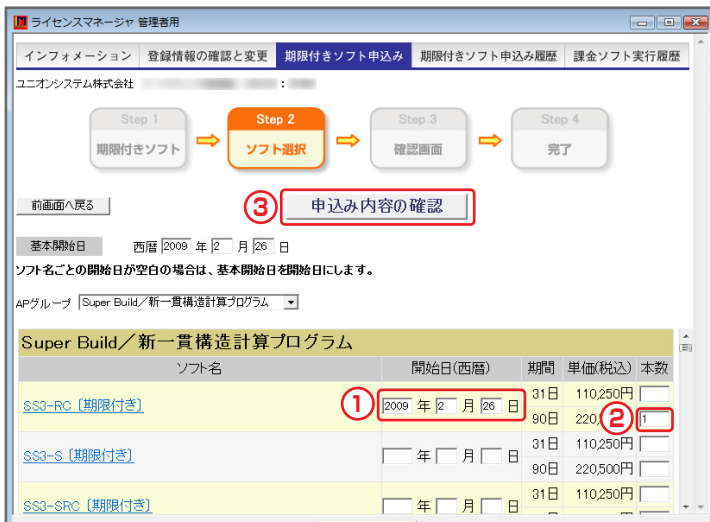 ライセンスマネージャ 管理者用
インフォメーション 登録情報の確認と変更 期限付きソフト申込み 期限付きソフト申込み履歴 課金ソフト実行履歴
ユニオンシステム株式会社 :
Step 1 Step 2 Step 3 Step 4
期限付きソフト ソフト選択 確認画面 完了
前画面へ戻る ③ 申込み内容の確認
基本開始日 西暦 2009 年 2 月 26 日
ソフト名ごとの開始日が空白の場合は、基本開始日を開始日にします。
APグループ Super Build/新一貫構造計算プログラム
Super Build/新一貫構造計算プログラム
ソフト名 開始日(西暦) 期間 単価(税込) 本数
SS3-RC [期限付き] ① 2009 年 2 月 26 日 31日 110,250円
90日 220, ② 1
SS3-S [期限付き] 年 月 日 31日 110,250円
90日 220,500円
SS3-SRC [期限付き] 年 月 日 31日 110,250円